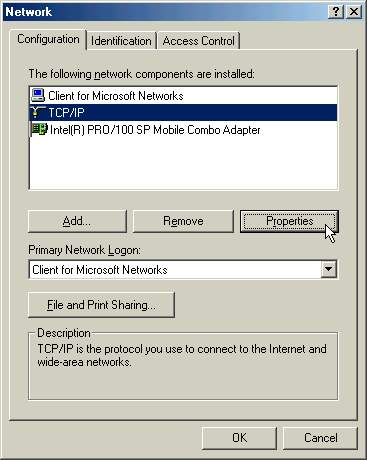 Network
Configuration Identification Access Control
The following network components are installed:
Client for Microsoft Networks
TCP/IP
Intel(R) PRO/100 SP Mobile Combo Adapter
Add... Remove Properties
Primary Network Logon:
Client for Microsoft Networks
File and Print Sharing...
Description
TCP/IP is the protocol you use to connect to the Internet and
wide-area networks.
OK Cancel